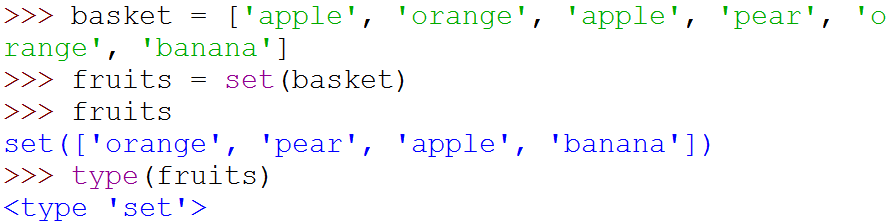 >>> basket = ['apple', 'orange', 'apple', 'pear', 'o
range', 'banana']
>>> fruits = set(basket)
>>> fruits
set(['orange', 'pear', 'apple', 'banana'])
>>> type(fruits)
<type 'set'>